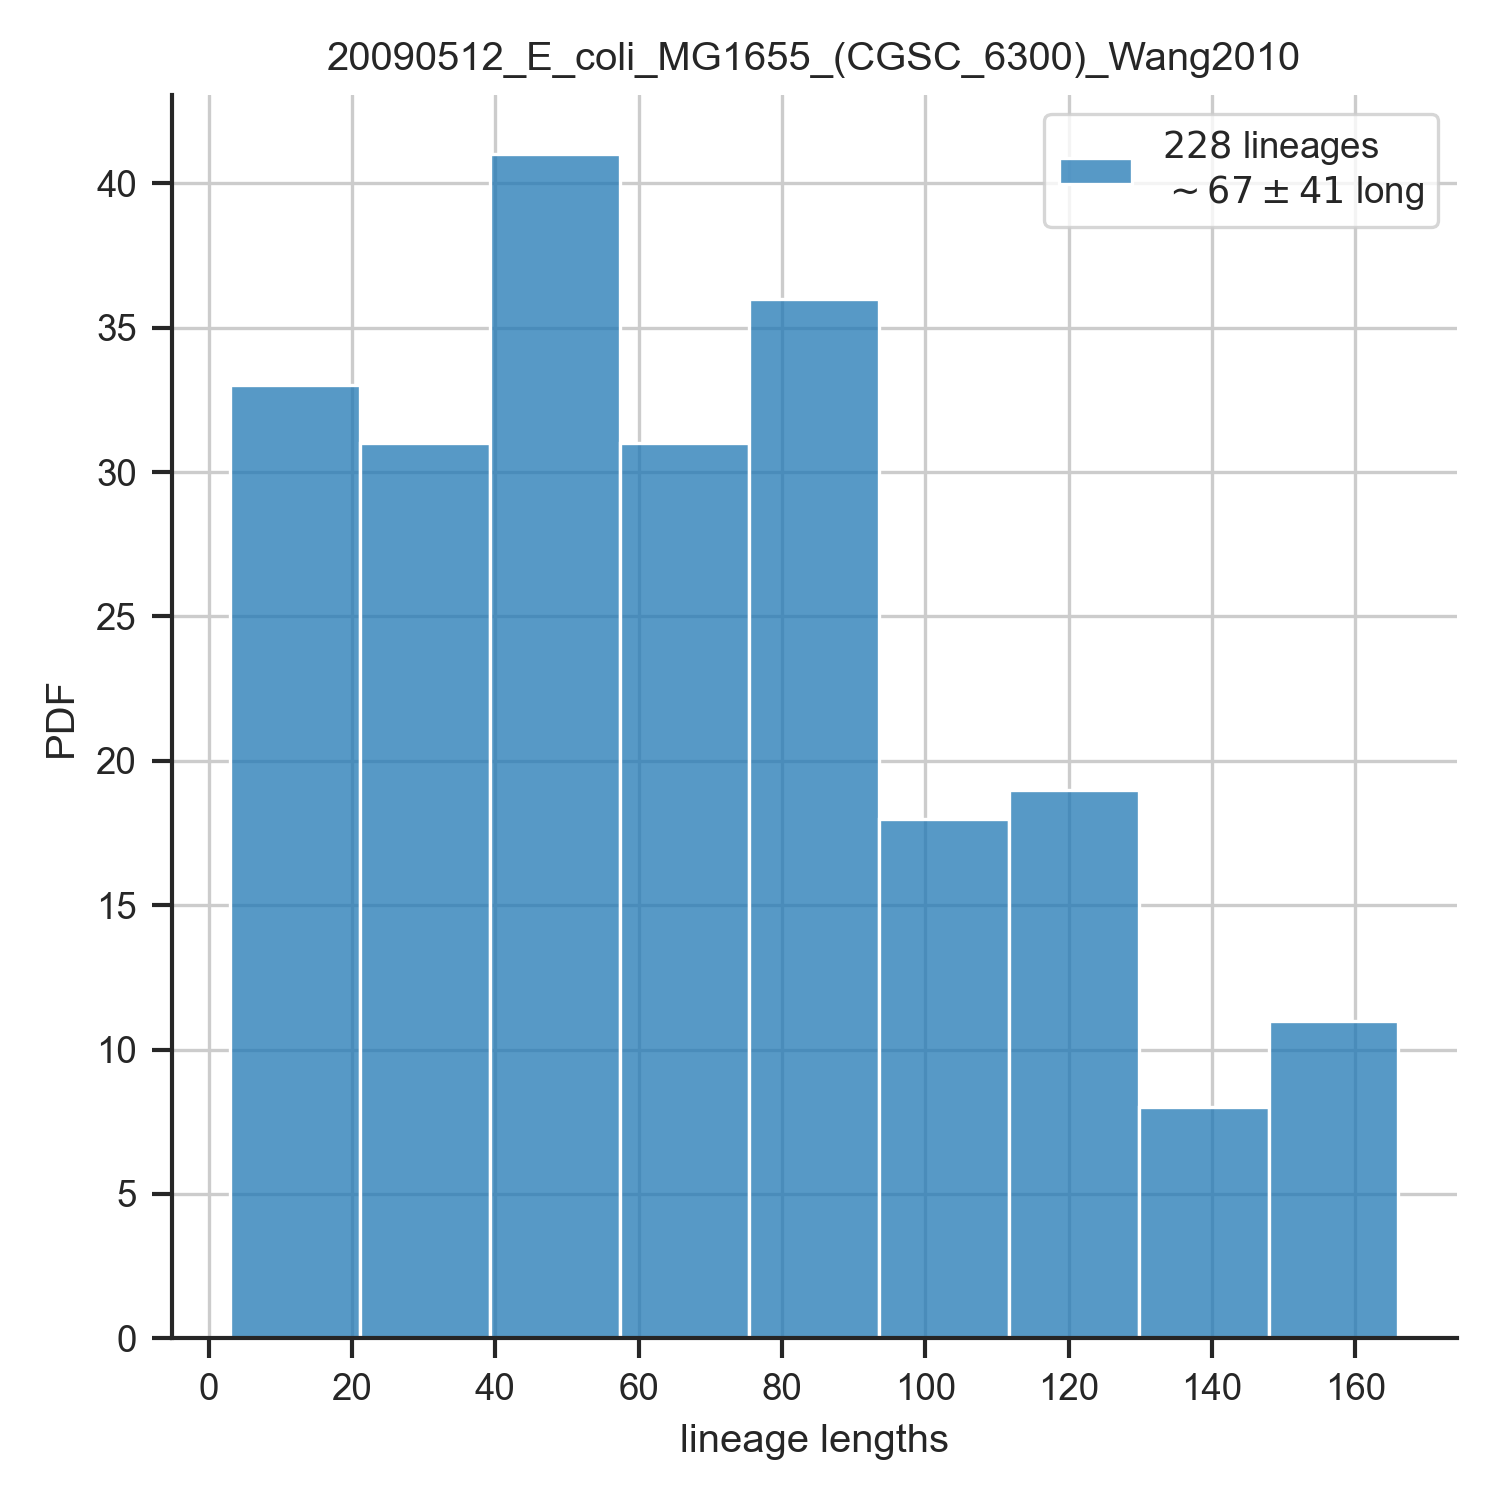 20090512_E_coli_MG1655_(CGSC_6300)_Wang2010
228 lineages
~ 67 ± 41 long
PDF
40
35
30
25
20
15
10
5
0
0 20 40 60 80 100 120 140 160
lineage lengths